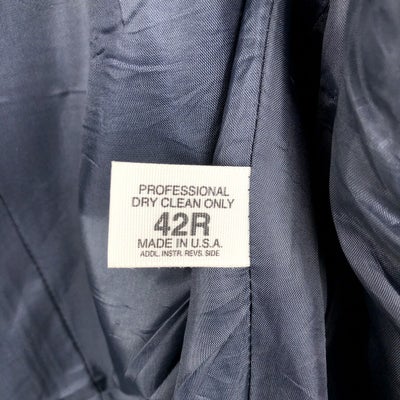 PROFESSIONAL
DRY CLEAN ONLY
42R
MADE IN U.S.A.
ADDL. INSTR. REVS. SIDE